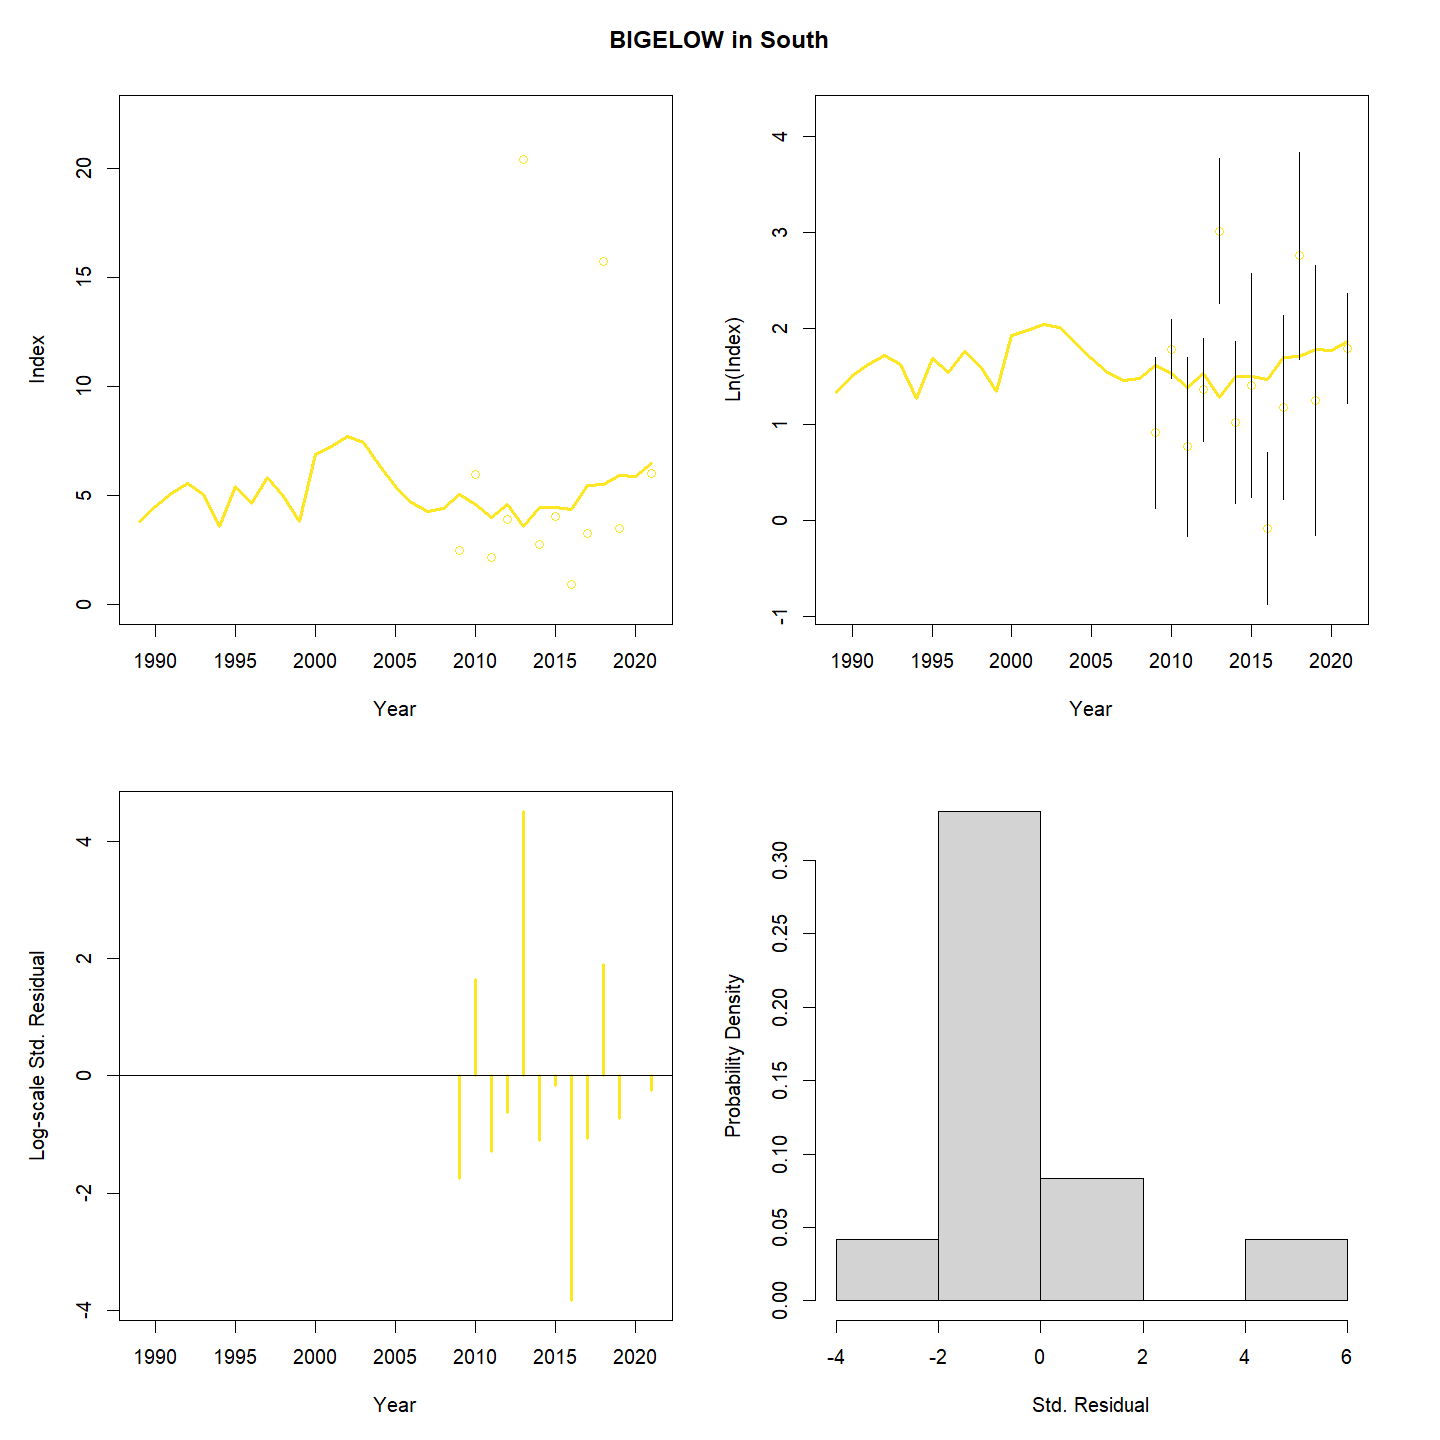 BIGELOW in South
Index
0
5
10
15
20
1990 1995 2000 2005 2010 2015 2020
Year
Ln(Index)
-1
0
1
2
3
4
1990 1995 2000 2005 2010 2015 2020
Year
Log-scale Std. Residual
-4
-2
0
2
4
1990 1995 2000 2005 2010 2015 2020
Year
Probability Density
0.00
0.05
0.10
0.15
0.20
0.25
0.30
-4 -2 0 2 4 6
Std. Residual